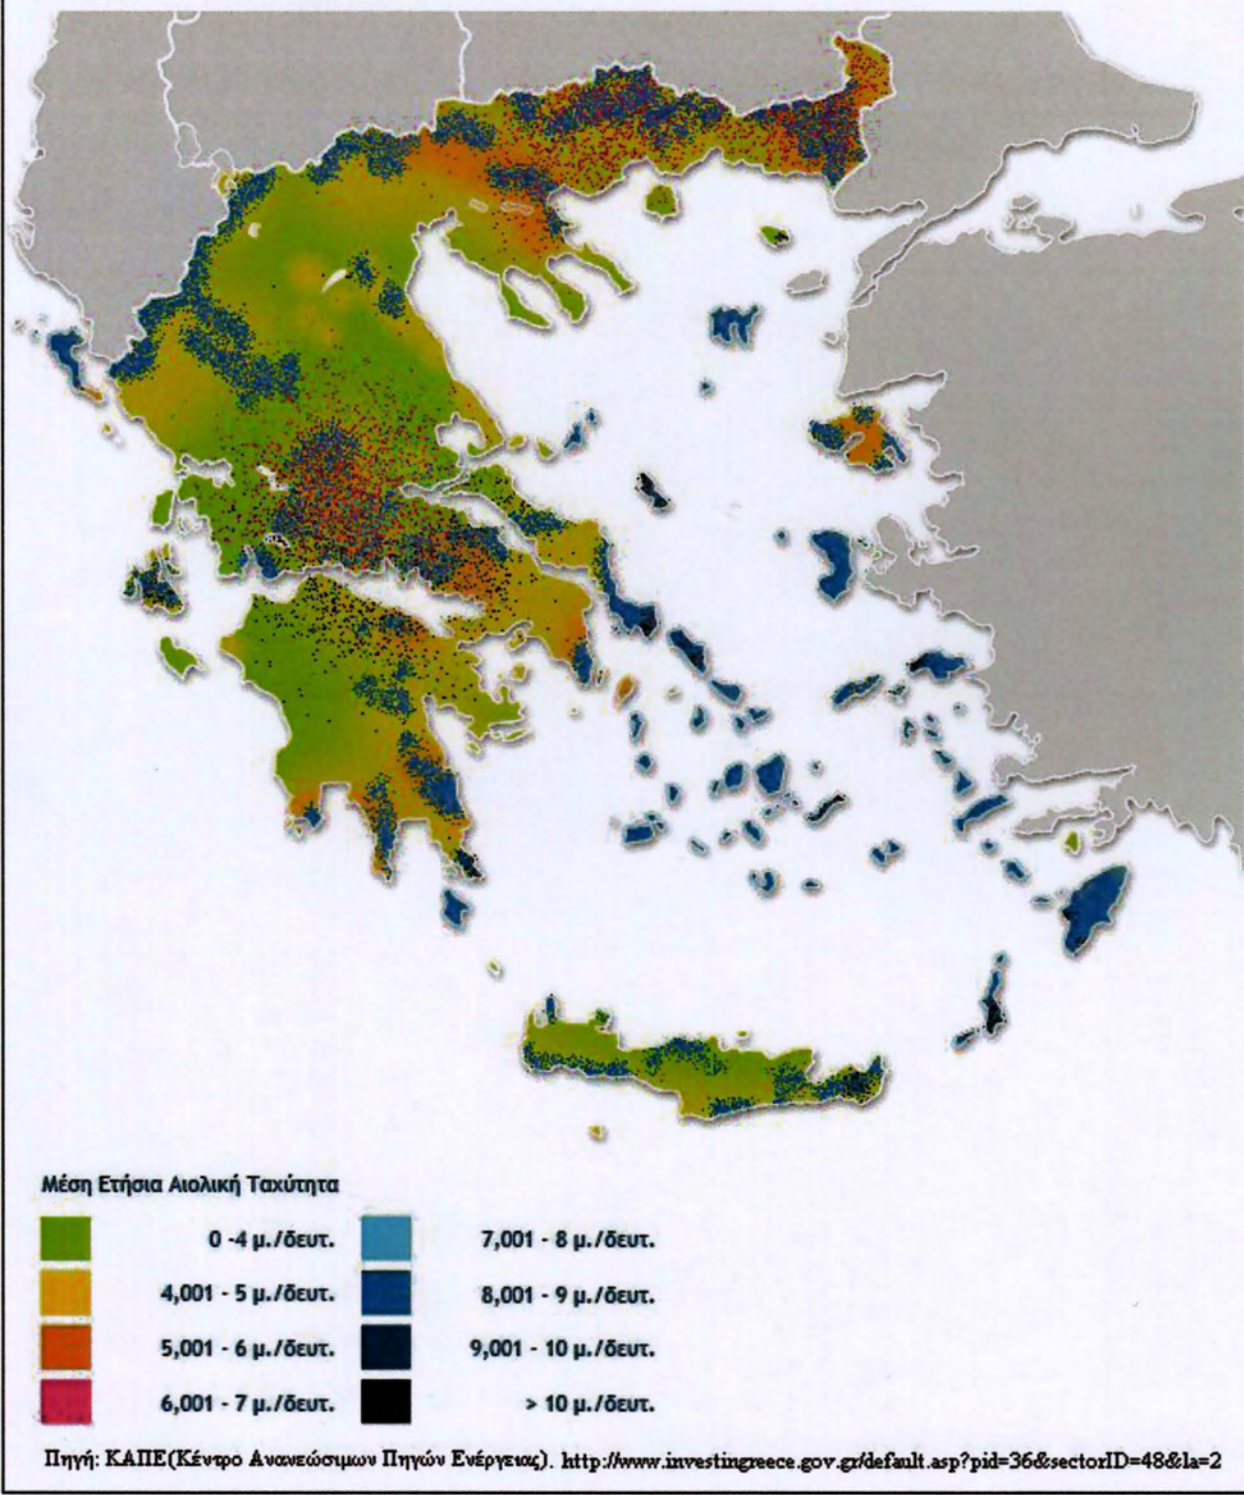 Μέση Ετήσια Αιολική Ταχύτητα
0 -4 μ./δευτ.
4,001 - 5 μ./δευτ.
5,001 - 6 μ./δευτ.
6,001 - 7 μ./δευτ.
7,001 - 8 μ./δευτ.
8,001 - 9 μ./δευτ.
9,001 - 10 μ./δευτ.
> 10 μ./δευτ.
Πηγή: ΚΑΠΕ(Κέντρο Ανανεώσιμων Πηγών Ενέργειας). http://www.investingreece.gov.gr/default.asp?pid=36&sectorID=48&la=2